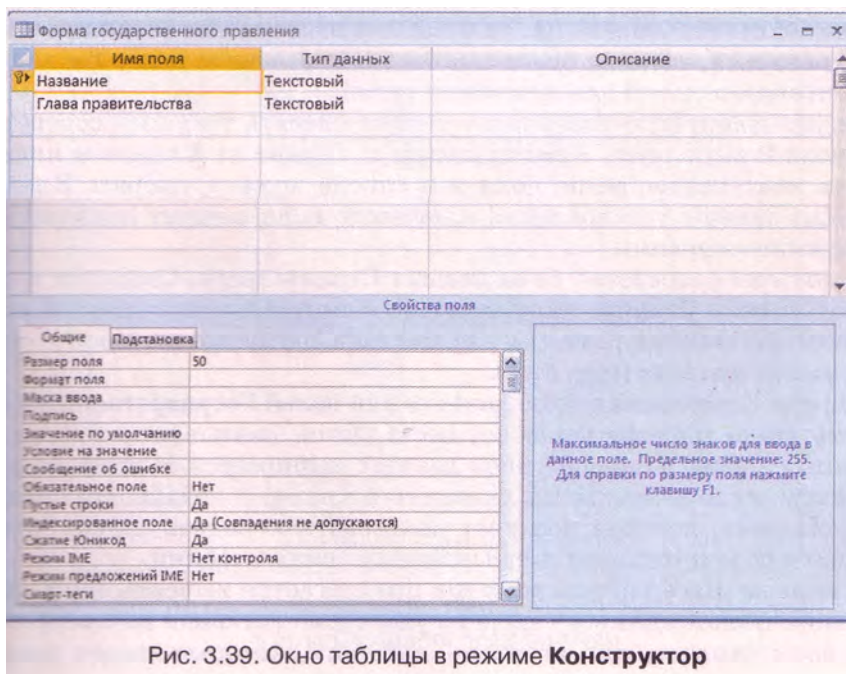 Форма государственного правления
Имя поля Тип данных Описание
Название Текстовый
Глава правительства Текстовый
Свойства поля
Общие Подстановка
Размер поля 50
Формат поля
Маска ввода
Подпись
Значение по умолчанию
Условие на значение
Сообщение об ошибке
Обязательное поле Нет
Пустые строки Да
Индексированное поле Да (Совпадения не допускаются)
Сжатие Юникод Да
Режим IME Нет контроля
Режим предложений IME Нет
Смарт-теги
Максимальное число знаков для ввода в
данное поле. Предельное значение: 255.
Для справки по размеру поля нажмите
клавишу F1.
Рис. 3.39. Окно таблицы в режиме Конструктор